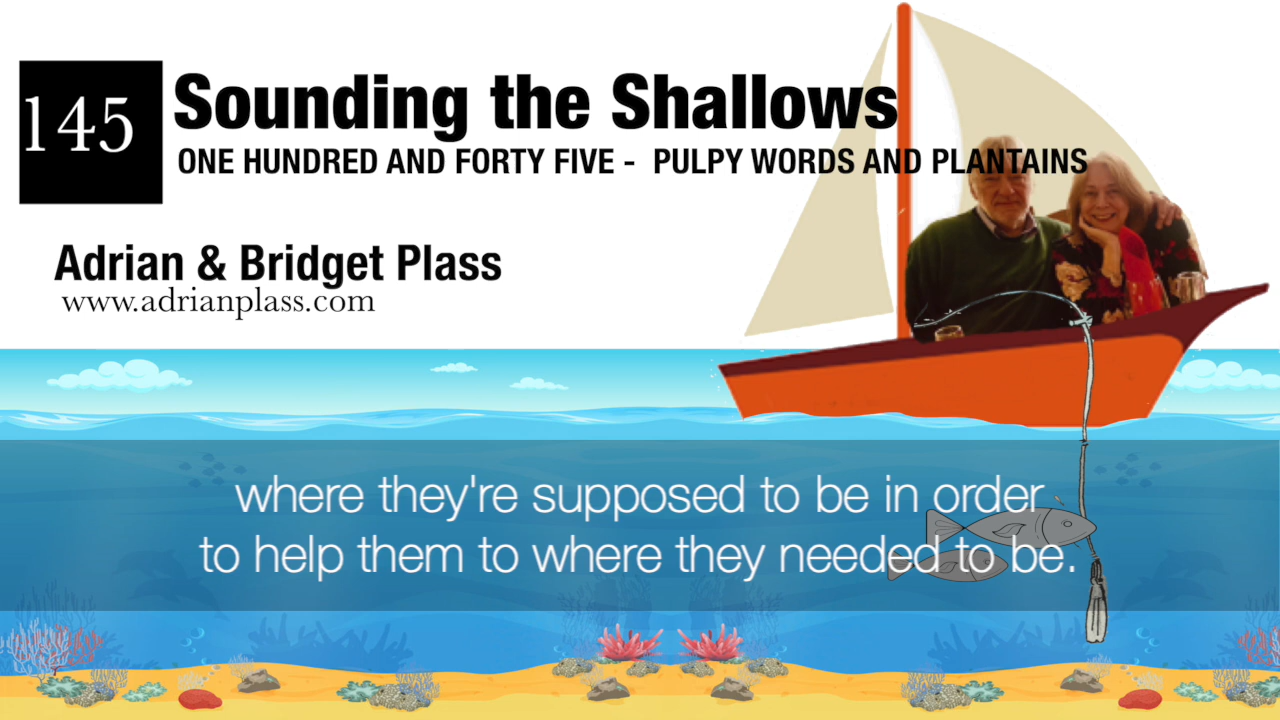 145
Sounding the Shallows
ONE HUNDRED AND FORTY FIVE - PULPY WORDS AND PLANTAINS
Adrian & Bridget Plass
www.adrianplass.com
where they're supposed to be in order
to help them to where they needed to be.